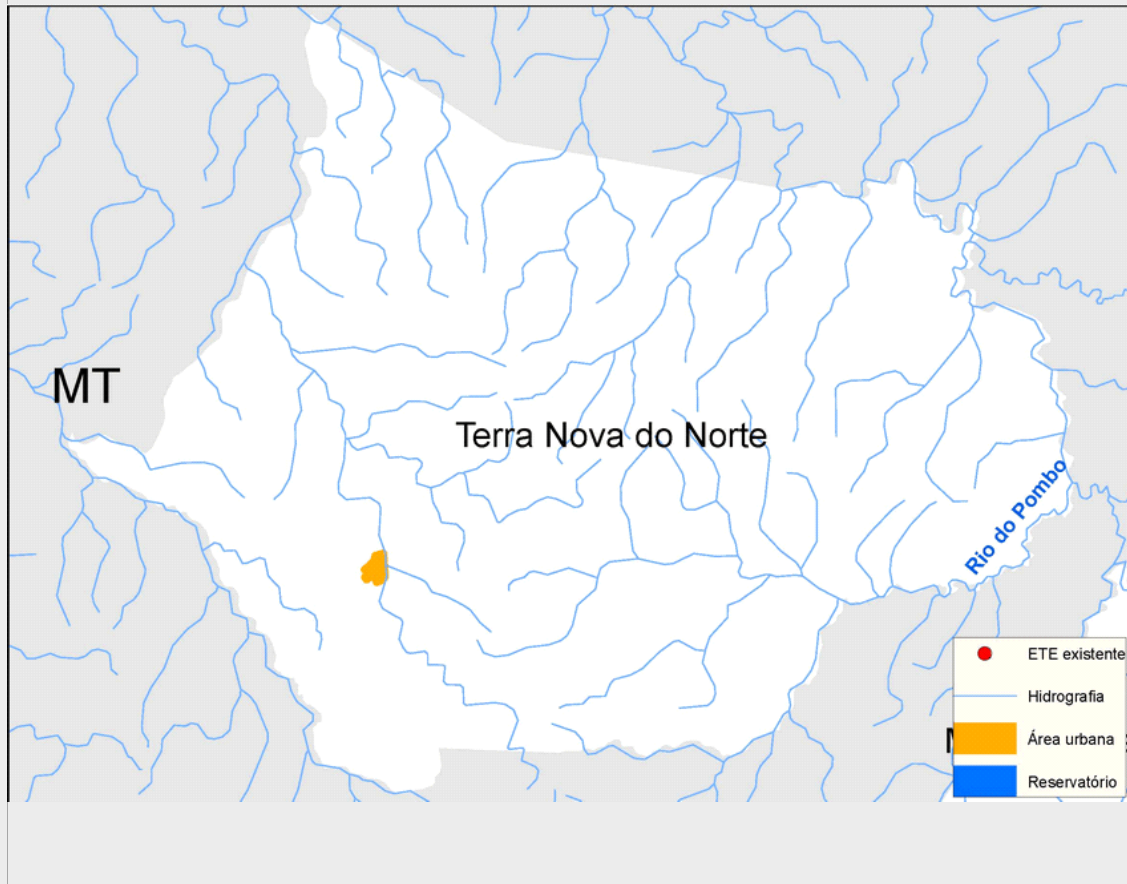 MT
Terra Nova do Norte
Rio do Pombo
ETE existente
Hidrografia
Área urbana
Reservatório